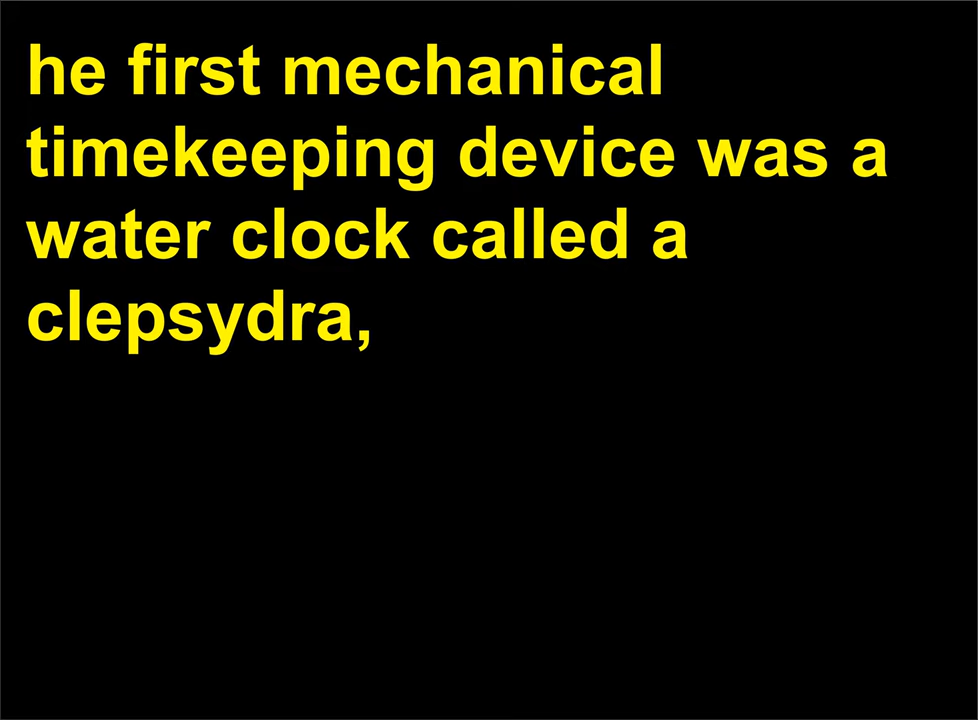 he first mechanical
timekeeping device was a
water clock called a
clepsydra,